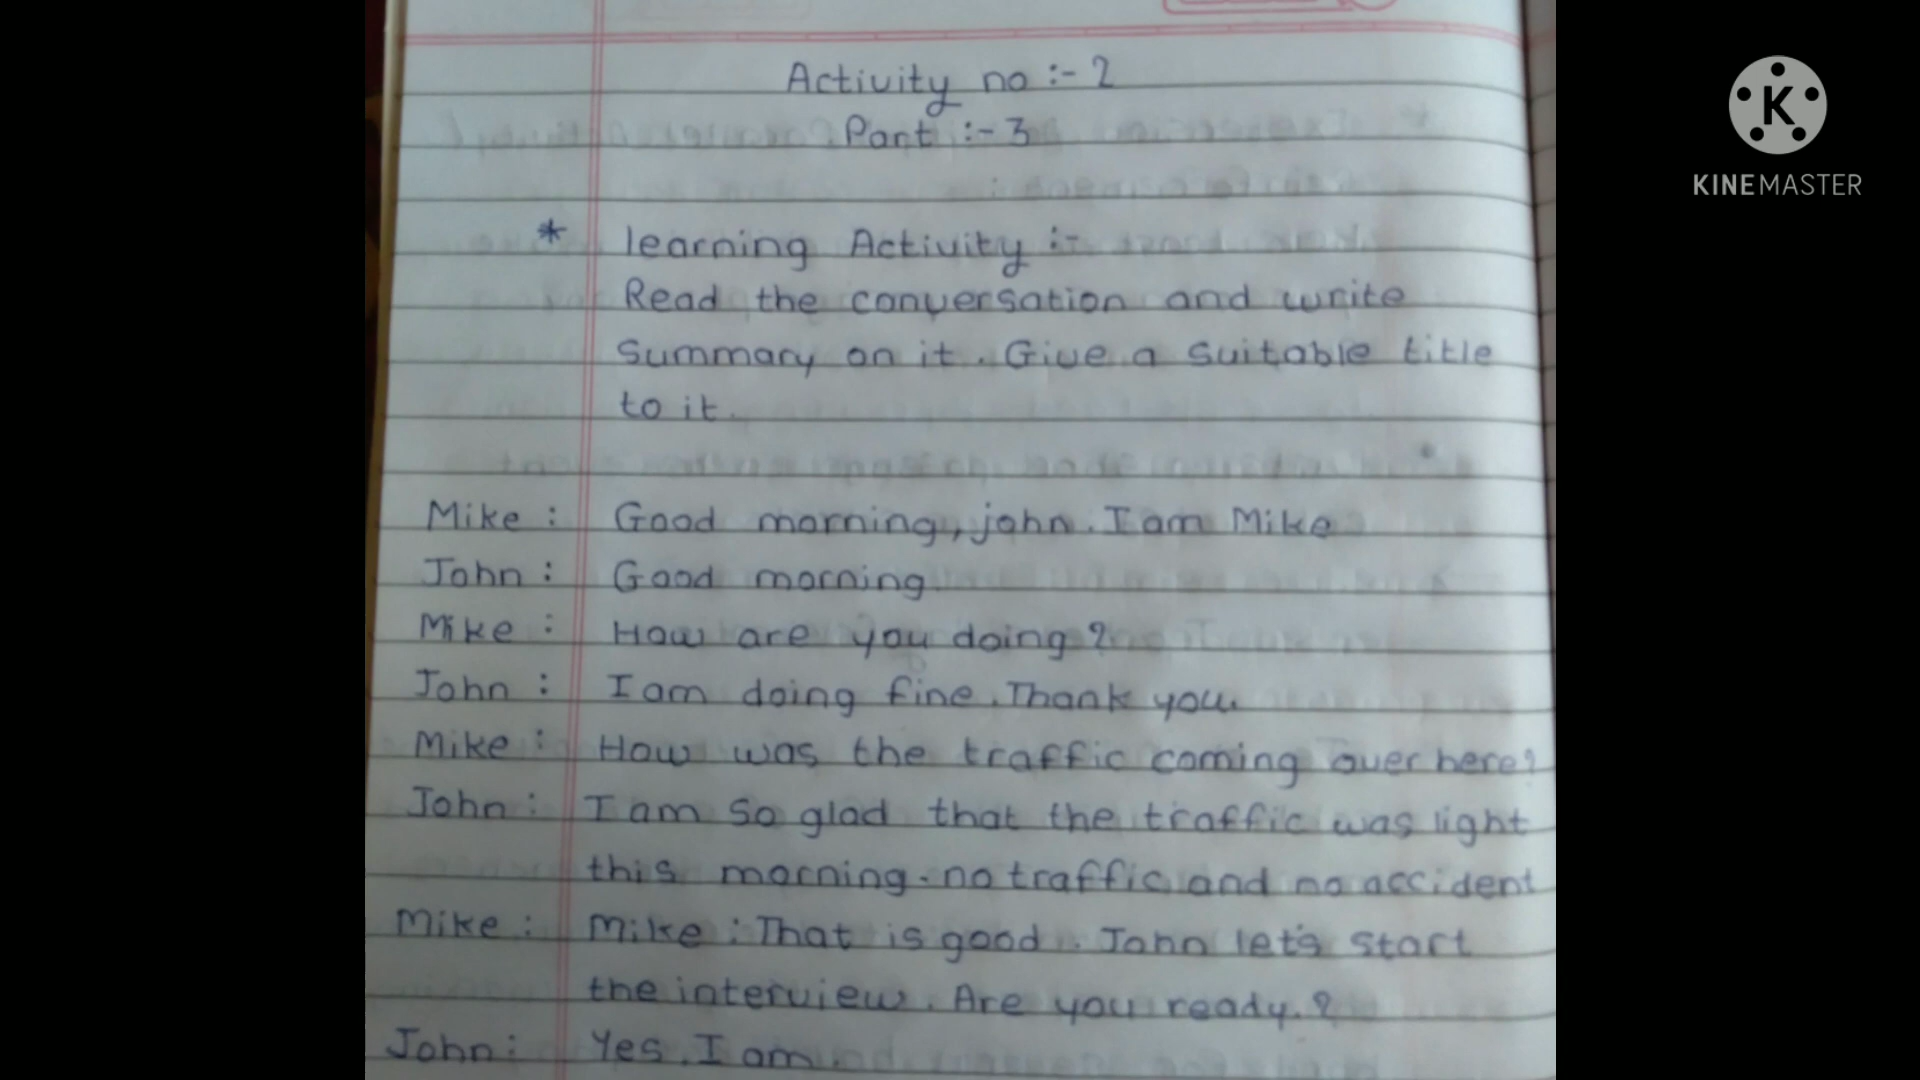 Activity no :- 2
Part :- 3
* learning Activity :-
Read the conversation and write
Summary on it. Give a suitable title
to it.
Mike : Good morning, john. I am Mike
John : Good morning
Mike : How are you doing?
John : I am doing fine. Thank you.
Mike : How was the traffic coming over here?
John : I am so glad that the traffic was light
this morning. no traffic and no accident
Mike : Mike : That is good. John let's start
the interview. Are you ready.?
John : Yes. I am.
K
KINEMASTER